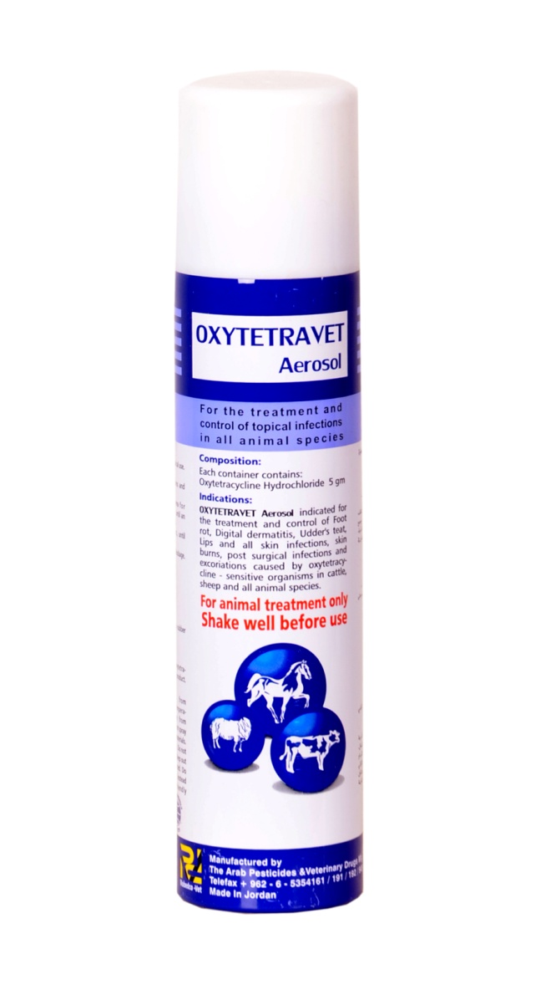 OXYTETRAVET
Aerosol
For the treatment and
control of topical infections
in all animal species
Composition:
Each container contains:
Oxytetracycline Hydrochloride 5 gm
Indications:
OXYTETRAVET Aerosol indicated for
the treatment and control of Foot
rot, Digital dermatitis, Udder's teat,
Lips and all skin infections, skin
burns, post surgical infections and
excoriations caused by oxytetracy-
cline - sensitive organisms in cattle,
sheep and all animal species.
For animal treatment only
Shake well before use
Manufactured by
The Arab Pesticides &Veterinary Drugs
Telefax + 962 - 6 - 5354161 / 191 / 192
Made In Jordan